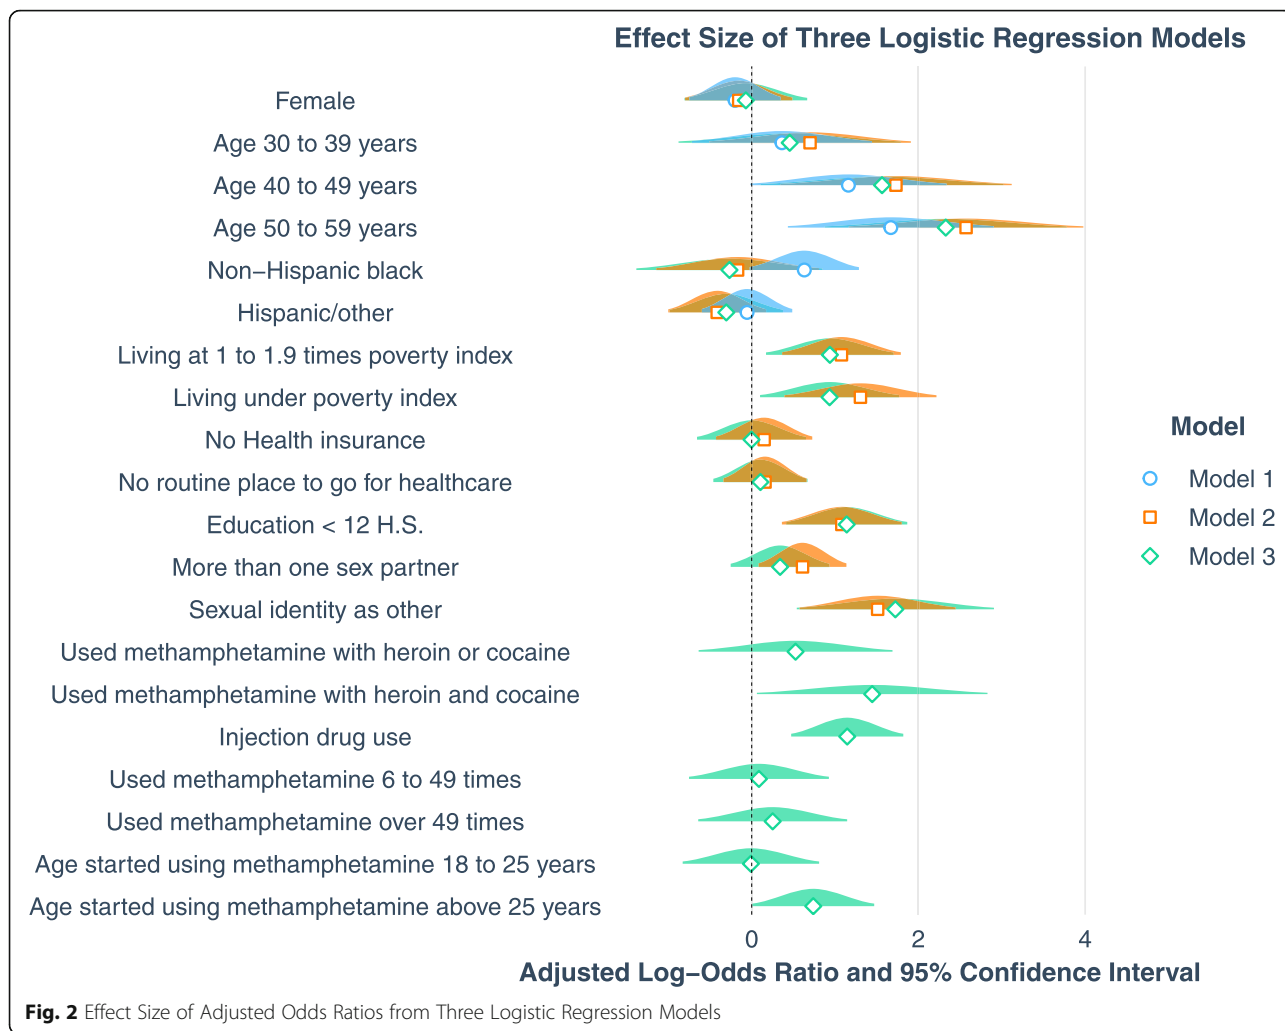 Effect Size of Three Logistic Regression Models
Female
Age 30 to 39 years
Age 40 to 49 years
Age 50 to 59 years
Non−Hispanic black
Hispanic/other
Living at 1 to 1.9 times poverty index
Living under poverty index
No Health insurance
No routine place to go for healthcare
Education < 12 H.S.
More than one sex partner
Sexual identity as other
Used methamphetamine with heroin or cocaine
Used methamphetamine with heroin and cocaine
Injection drug use
Used methamphetamine 6 to 49 times
Used methamphetamine over 49 times
Age started using methamphetamine 18 to 25 years
Age started using methamphetamine above 25 years
Model
Model 1
Model 2
Model 3
0 2 4
Adjusted Log−Odds Ratio and 95% Confidence Interval
Fig. 2 Effect Size of Adjusted Odds Ratios from Three Logistic Regression Models